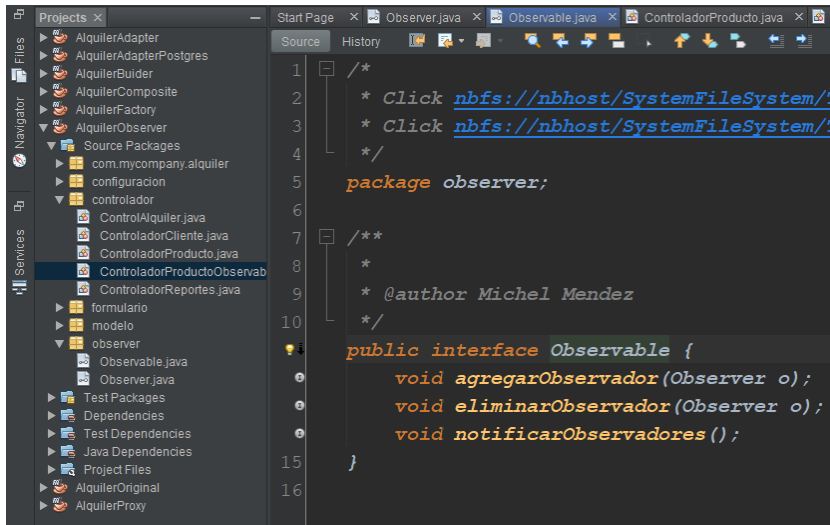 Projects
Start Page
Observer.java
Observable.java
ControladorProducto.java
Files
Navigator
Services
AlquilerAdapter
AlquilerAdapterPostgres
AlquilerBuider
AlquilerComposite
AlquilerFactory
AlquilerObserver
Source Packages
com.mycompany.alquiler
configuracion
controlador
ControlAlquiler.java
ControladorCliente.java
ControladorProducto.java
ControladorProductoObservab
ControladorReportes.java
formulario
modelo
observer
Observable.java
Observer.java
Test Packages
Dependencies
Test Dependencies
Java Dependencies
Project Files
AlquilerOriginal
AlquilerProxy
Source History
1 /*
2 * Click nbfs://nbhost/SystemFileSystem/
3 * Click nbfs://nbhost/SystemFileSystem/
4 */
5 package observer;
6
7 /**
8 *
9 * @author Michel Mendez
10 */
public interface Observable {
void agregarObservador(Observer o);
void eliminarObservador(Observer o);
void notificarObservadores();
15 }
16